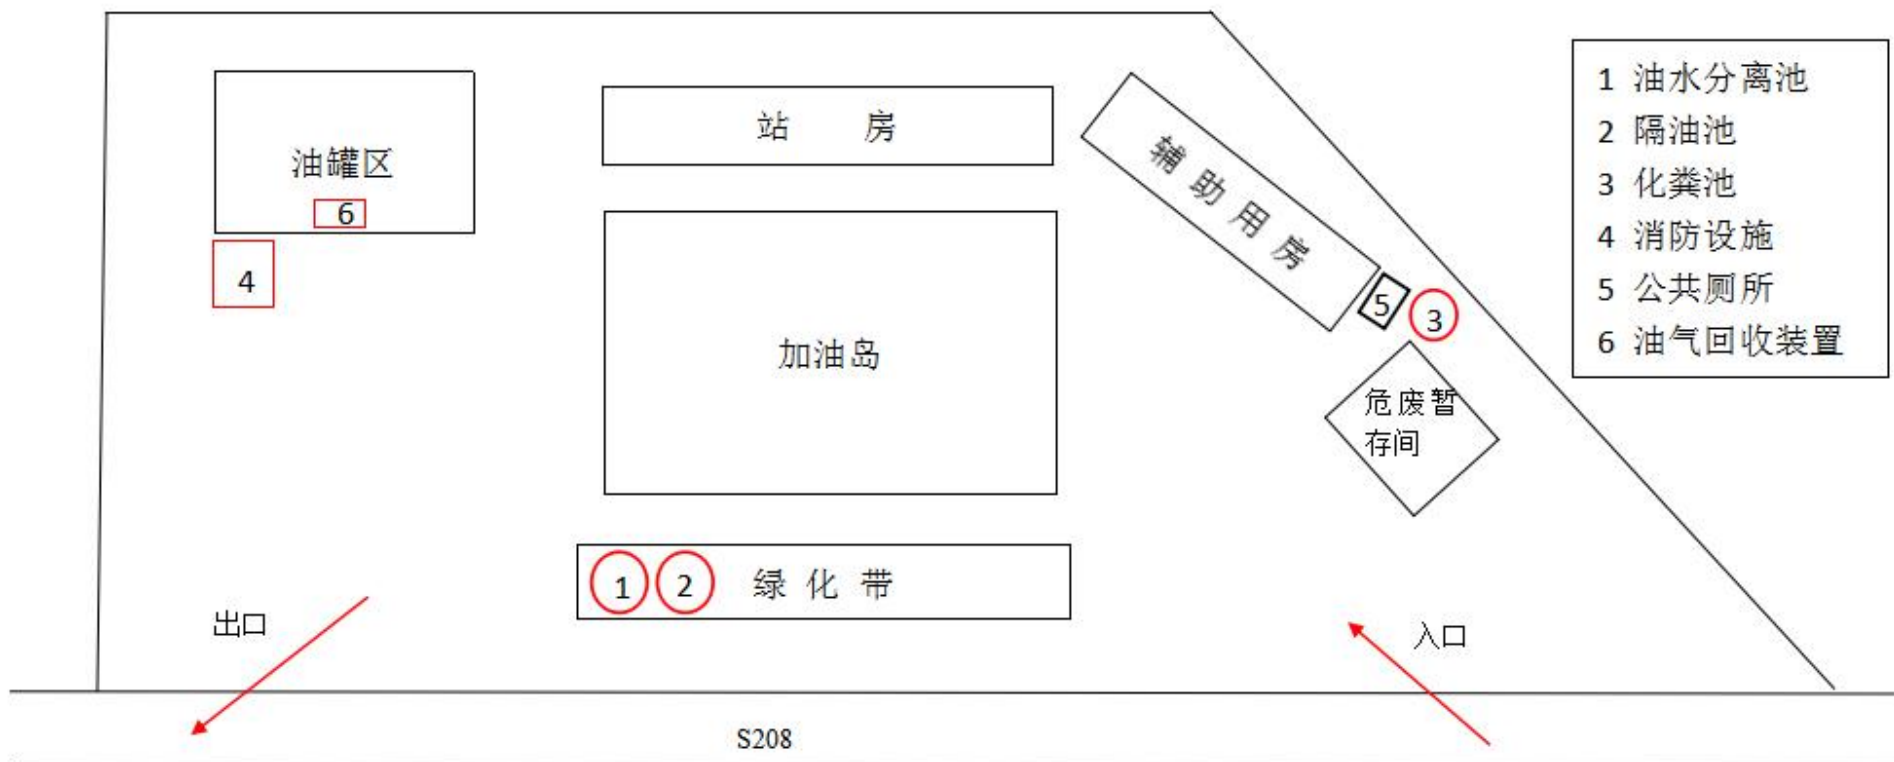 站 房
油罐区
6
4
辅助用房
5
3
加油岛
危废暂
存间
1 2 绿化带
出口
入口
S208
1 油水分离池
2 隔油池
3 化粪池
4 消防设施
5 公共厕所
6 油气回收装置